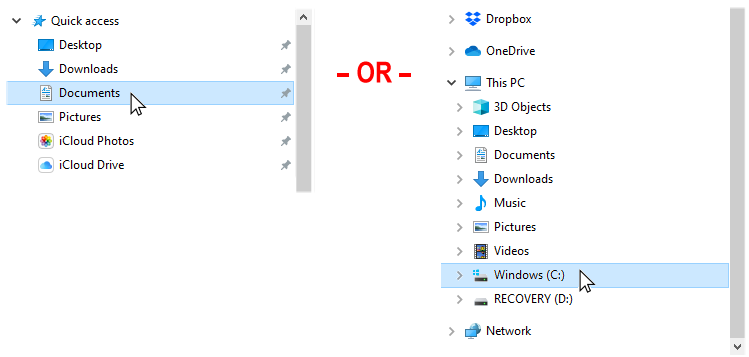 Quick access
Desktop
Downloads
Documents
Pictures
iCloud Photos
iCloud Drive
– OR –
Dropbox
OneDrive
This PC
3D Objects
Desktop
Documents
Downloads
Music
Pictures
Videos
Windows (C:)
RECOVERY (D:)
Network